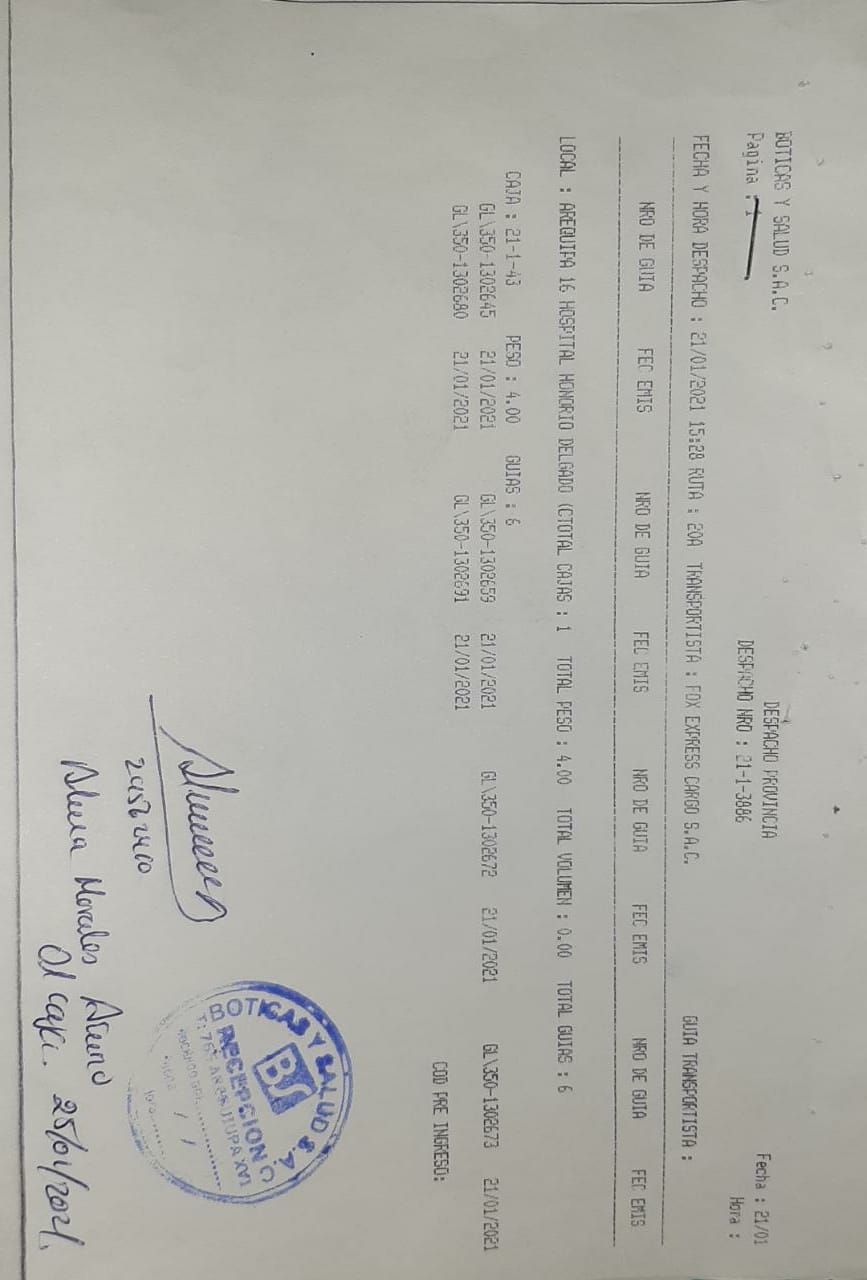 BOTICAS Y SALUD S.A.C.
DESPACHO PROVINCIA
Fecha : 21/01
Pagina : 1
DESPACHO NRO : 21-1-3886
Hora :
FECHA Y HORA DESPACHO : 21/01/2021 15:28 RUTA : 20A TRANSPORTISTA : FOX EXPRESS CARGO S.A.C. GUIA TRANSPORTISTA :
NRO DE GUIA FEC EMIS NRO DE GUIA FEC EMIS NRO DE GUIA FEC EMIS NRO DE GUIA FEC EMIS
LOCAL : AREQUIPA 16 HOSPITAL HONORIO DELGADO (CTOTAL CAJAS : 1 TOTAL PESO : 4.00 TOTAL VOLUMEN : 0.00 TOTAL GUIAS : 6
CAJA : 21-1-43 PESO : 4.00 GUIAS : 6
GL\350-1302645 21/01/2021 GL\350-1302659 21/01/2021 GL\350-1302672 21/01/2021 GL\350-1302673 21/01/2021
GL\350-1302680 21/01/2021 GL\350-1302691 21/01/2021
COD PRE INGRESO:
BOTICAS Y SALUD S.A.
BS
RECEPCION
29582460
Morales
01 caja. 25/01/2021.